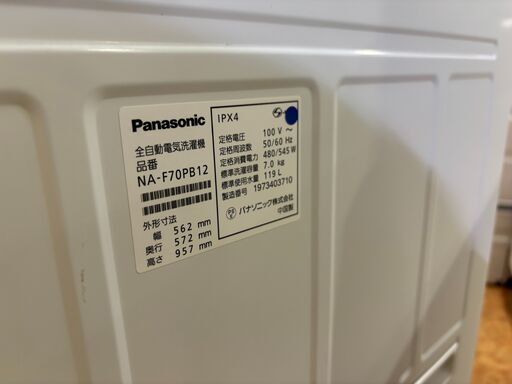 Panasonic
全自動電気洗濯機
品番
NA-F70PB12
外形寸法
幅 562 mm
奥行 572 mm
高さ 957 mm
IPX4
定格電圧 100 V ～
定格周波数 50/60 Hz
定格消費電力 480/545 W
標準洗濯容量 7.0 kg
標準使用水量 119 L
製造番号 1973403710
パナソニック株式会社
中国製